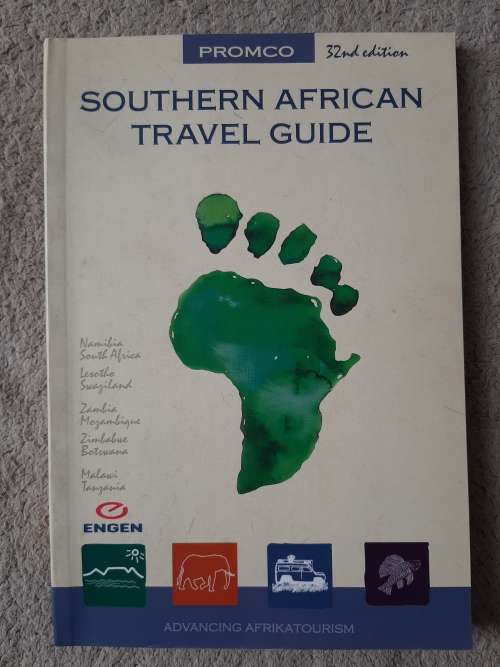 PROMCO
32nd edition
SOUTHERN AFRICAN
TRAVEL GUIDE
Namibia
South Africa
Lesotho
Swaziland
Zambia
Mozambique
Zimbabwe
Botswana
Malawi
Tanzania
ENGEN
ADVANCING AFRIKATOURISM